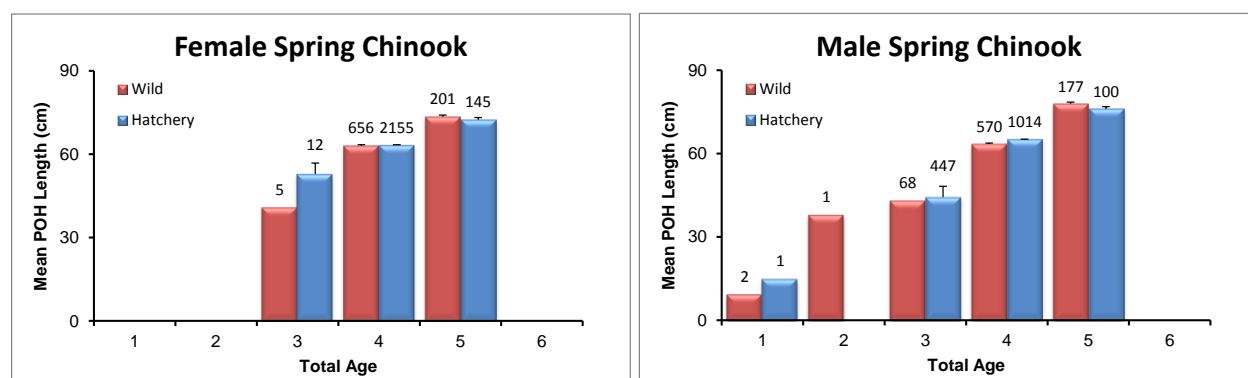 Female Spring Chinook
90
60
30
0
Mean POH Length (cm)
Wild
Hatchery
5
12
656
2155
201
145
1 2 3 4 5 6
Total Age
Male Spring Chinook
90
60
30
0
Mean POH Length (cm)
Wild
Hatchery
2
1
1
68
447
570
1014
177
100
1 2 3 4 5 6
Total Age